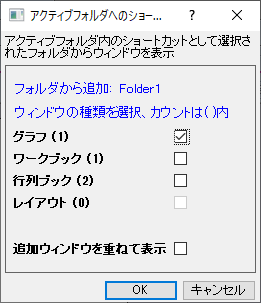 アクティブフォルダへのショー...
アクティブフォルダ内のショートカットとして選択さ
れたフォルダからウィンドウを表示
フォルダから追加: Folder1
ウィンドウの種類を選択、カウントは()内
グラフ (1)
ワークブック (1)
行列ブック (2)
レイアウト (0)
追加ウィンドウを重ねて表示
OK キャンセル